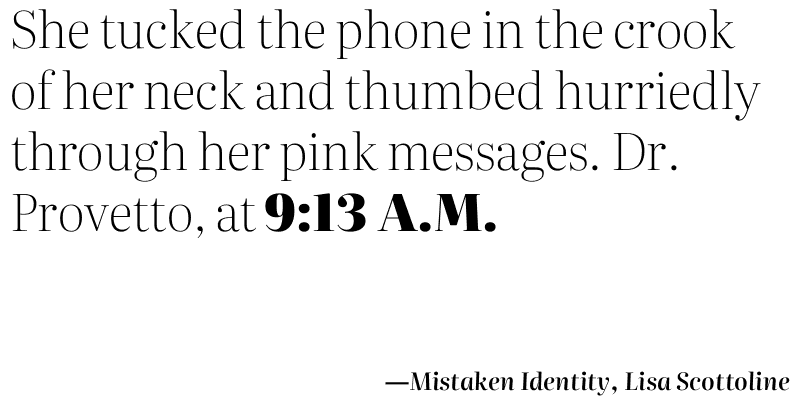 She tucked the phone in the crook
of her neck and thumbed hurriedly
through her pink messages. Dr.
Provetto, at 9:13 A.M.
—Mistaken Identity, Lisa Scottoline